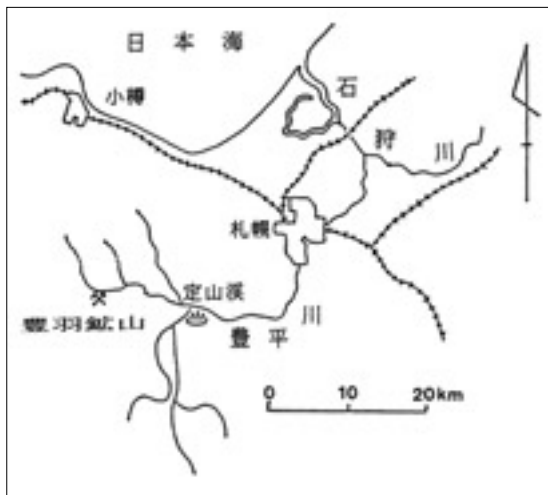 日本海
小樽
石狩川
札幌
定山渓
豊羽鉱山
豊平川
0 10 20km